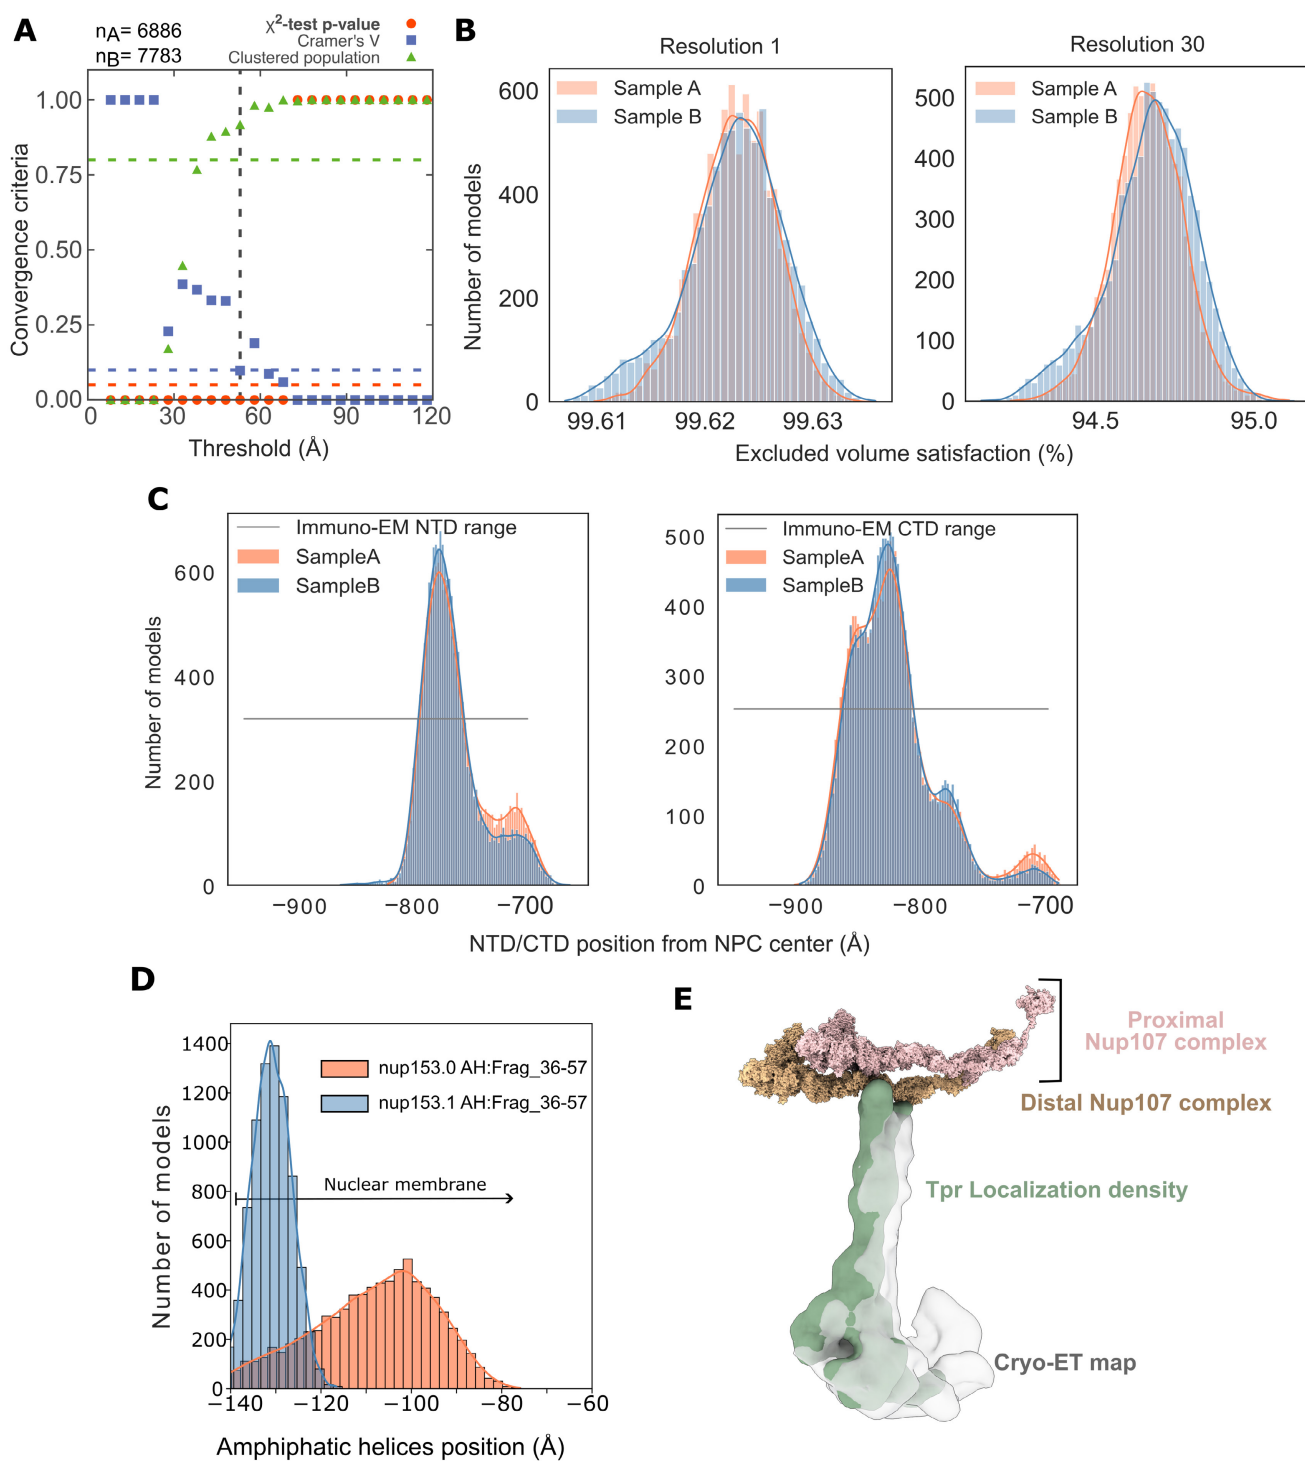 A
nA= 6886
nB= 7783
χ²-test p-value
Cramer's V
Clustered population
1.00
0.75
0.50
0.25
0.00
Convergence criteria
0 30 60 90 120
Threshold (Å)
B
Resolution 1
Sample A
Sample B
600
400
200
0
Number of models
99.61 99.62 99.63
Resolution 30
Sample A
Sample B
500
400
300
200
100
0
94.5 95.0
Excluded volume satisfaction (%)
C
Immuno-EM NTD range
SampleA
SampleB
600
400
200
0
Number of models
−900 −800 −700
Immuno-EM CTD range
SampleA
SampleB
500
400
300
200
100
0
−900 −800 −700
NTD/CTD position from NPC center (Å)
D
nup153.0 AH:Frag_36-57
nup153.1 AH:Frag_36-57
Nuclear membrane
1400
1200
1000
800
600
400
200
0
Number of models
−140 −120 −100 −80 −60
Amphiphatic helices position (Å)
E
Proximal
Nup107 complex
Distal Nup107 complex
Tpr Localization density
Cryo-ET map